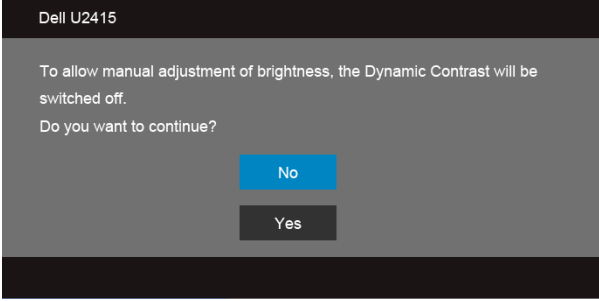 Dell U2415
To allow manual adjustment of brightness, the Dynamic Contrast will be
switched off.
Do you want to continue?
No
Yes